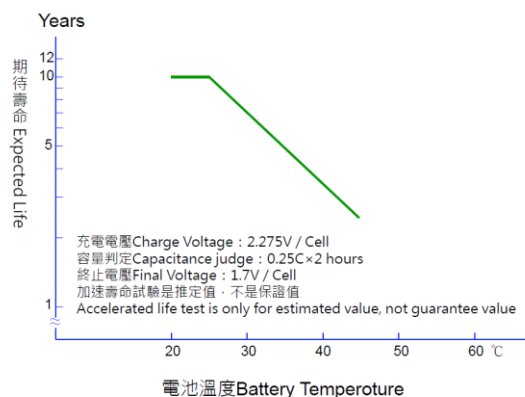 Years
12
10
5
1
期待壽命 Expected Life
充電電壓Charge Voltage：2.275V / Cell
容量判定Capacitance judge：0.25C×2 hours
終止電壓Final Voltage：1.7V / Cell
加速壽命試驗是推定值，不是保證值
Accelerated life test is only for estimated value, not guarantee value
20 30 40 50 60 ℃
電池溫度Battery Temperoture